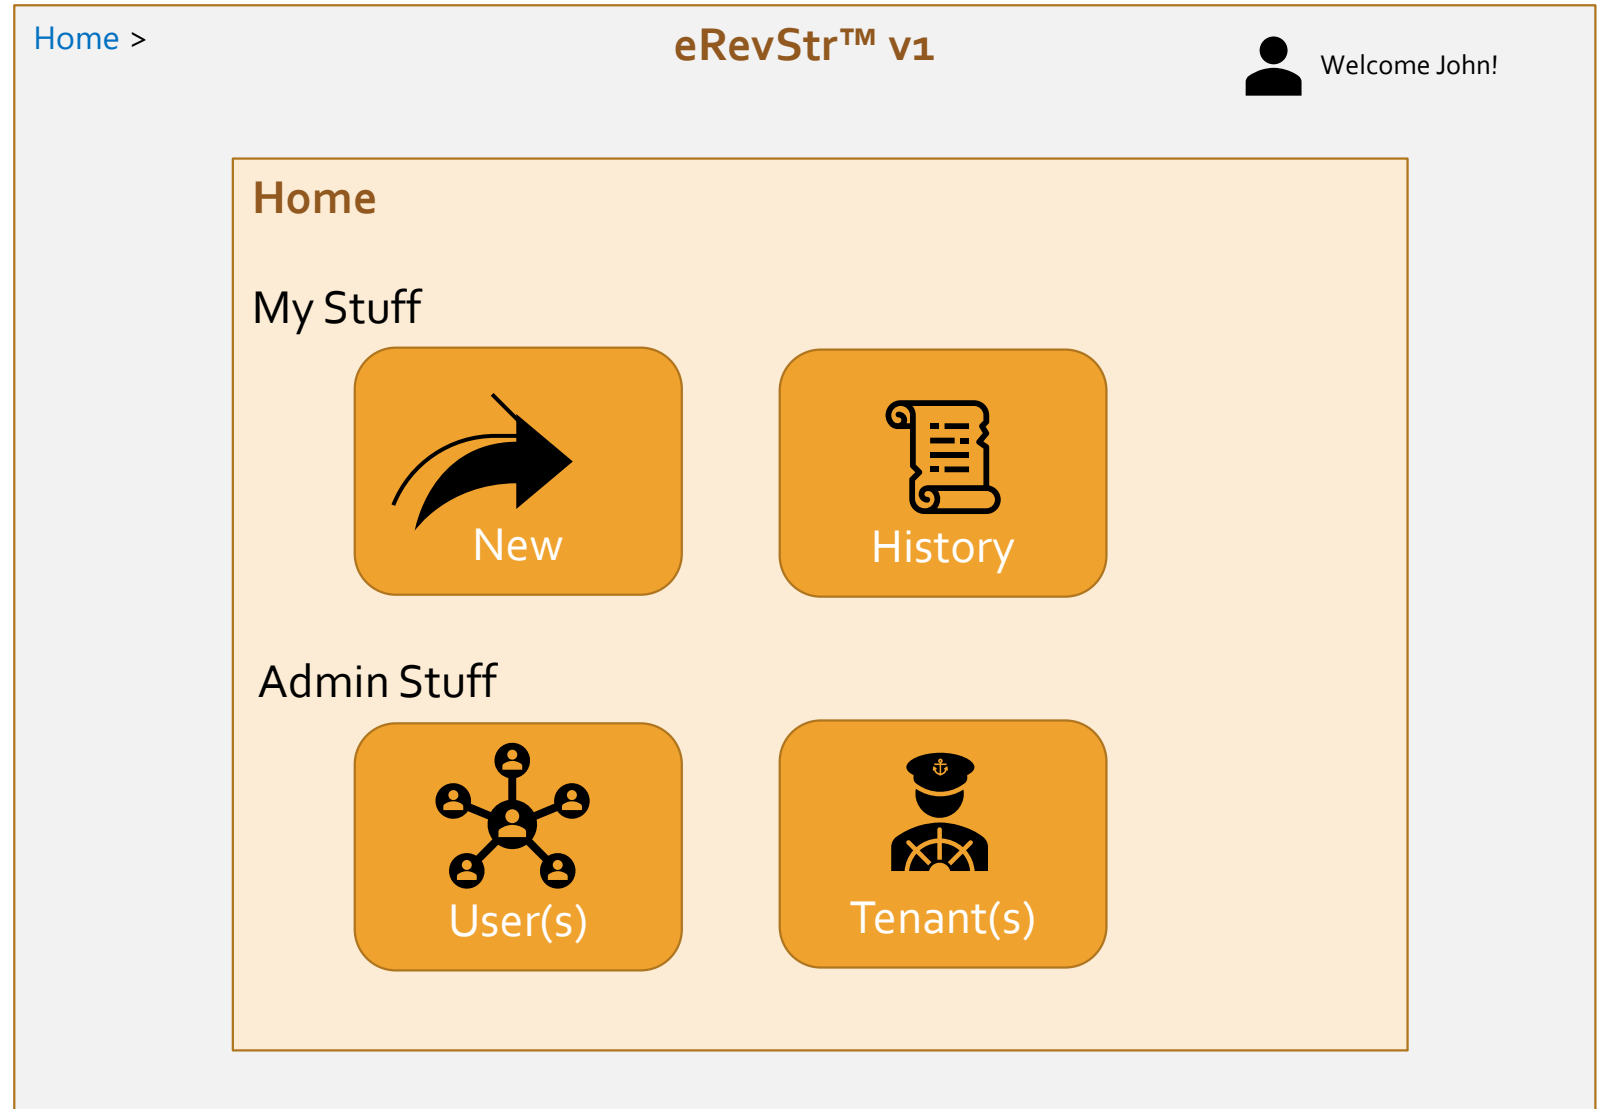 Home >
eRevStr™ v1
Welcome John!
Home
My Stuff
New
History
Admin Stuff
User(s)
Tenant(s)